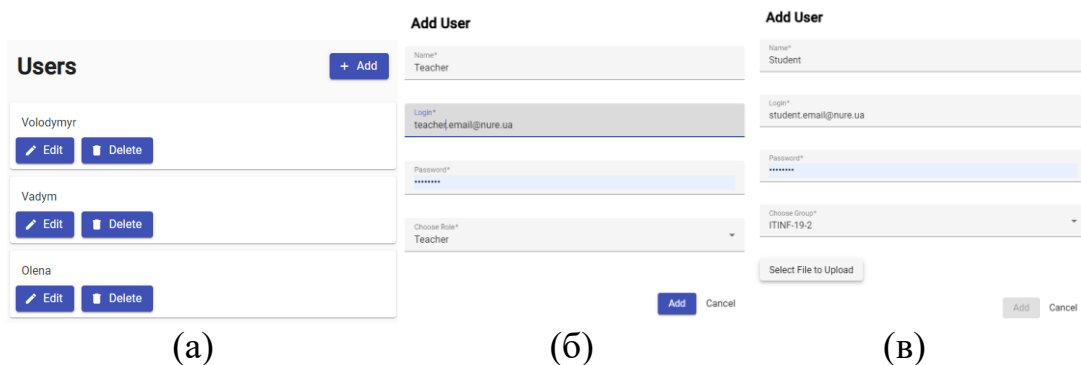 Users
+ Add
Volodymyr
Edit
Delete
Vadym
Edit
Delete
Olena
Edit
Delete
(а)
Add User
Name*
Teacher
Login*
teacher.email@nure.ua
Password*
••••••••
Choose Role*
Teacher
Add
Cancel
(б)
Add User
Name*
Student
Login*
student.email@nure.ua
Password*
••••••••
Choose Group*
ITINF-19-2
Select File to Upload
Add
Cancel
(в)